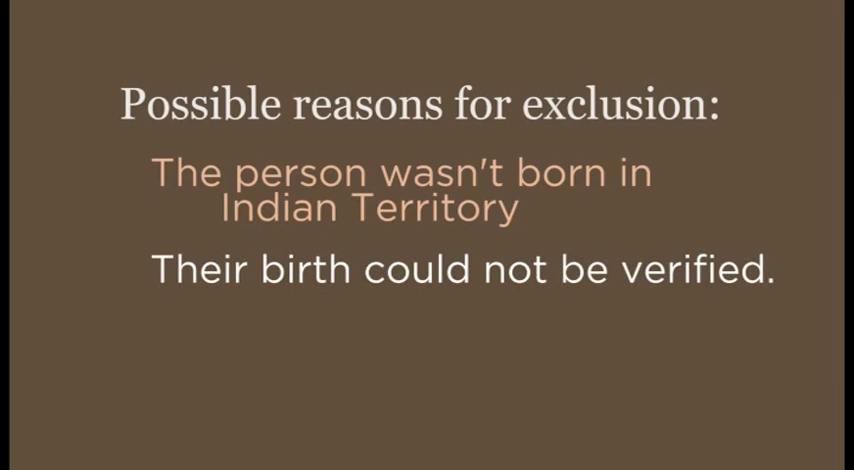 Possible reasons for exclusion:
The person wasn't born in
Indian Territory
Their birth could not be verified.